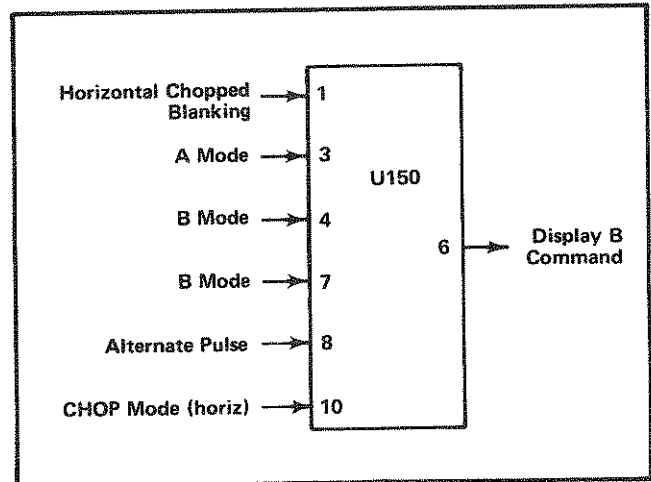 Horizontal Chopped
Blanking
1
A Mode
3
U150
B Mode
4
6
Display B
Command
B Mode
7
Alternate Pulse
8
CHOP Mode (horiz)
10